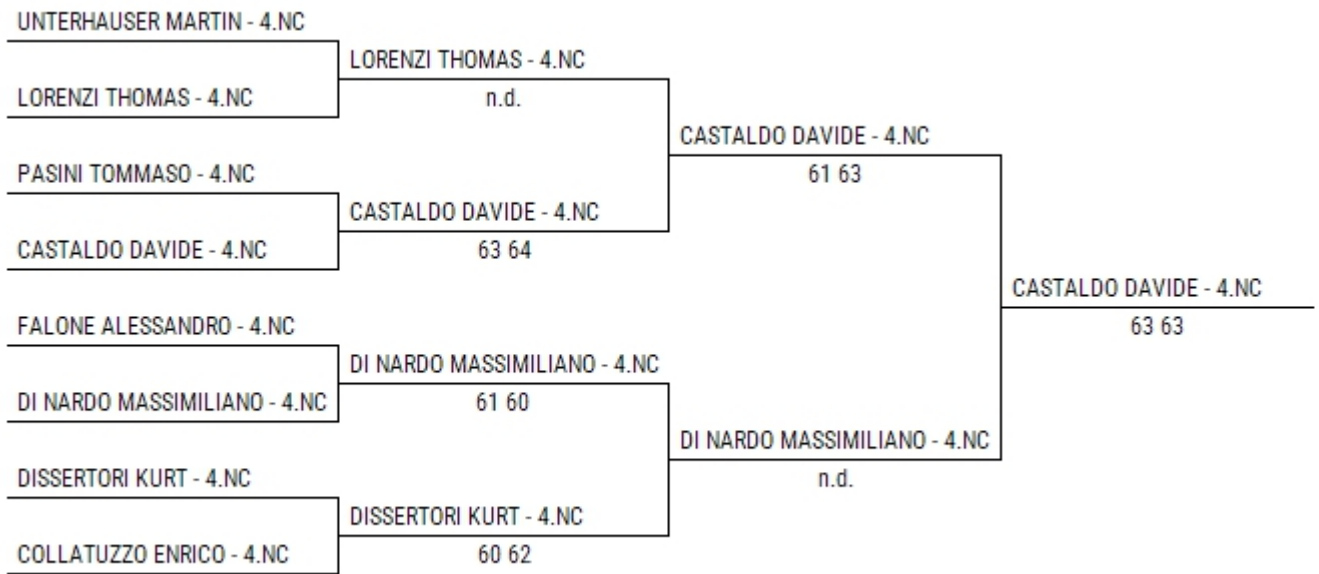 UNTERHAUSER MARTIN - 4.NC
LORENZI THOMAS - 4.NC
PASINI TOMMASO - 4.NC
CASTALDO DAVIDE - 4.NC
FALONE ALESSANDRO - 4.NC
DI NARDO MASSIMILIANO - 4.NC
DISSERTORI KURT - 4.NC
COLLATUZZO ENRICO - 4.NC
LORENZI THOMAS - 4.NC
n.d.
CASTALDO DAVIDE - 4.NC
63 64
DI NARDO MASSIMILIANO - 4.NC
61 60
DISSERTORI KURT - 4.NC
60 62
CASTALDO DAVIDE - 4.NC
61 63
DI NARDO MASSIMILIANO - 4.NC
n.d.
CASTALDO DAVIDE - 4.NC
63 63